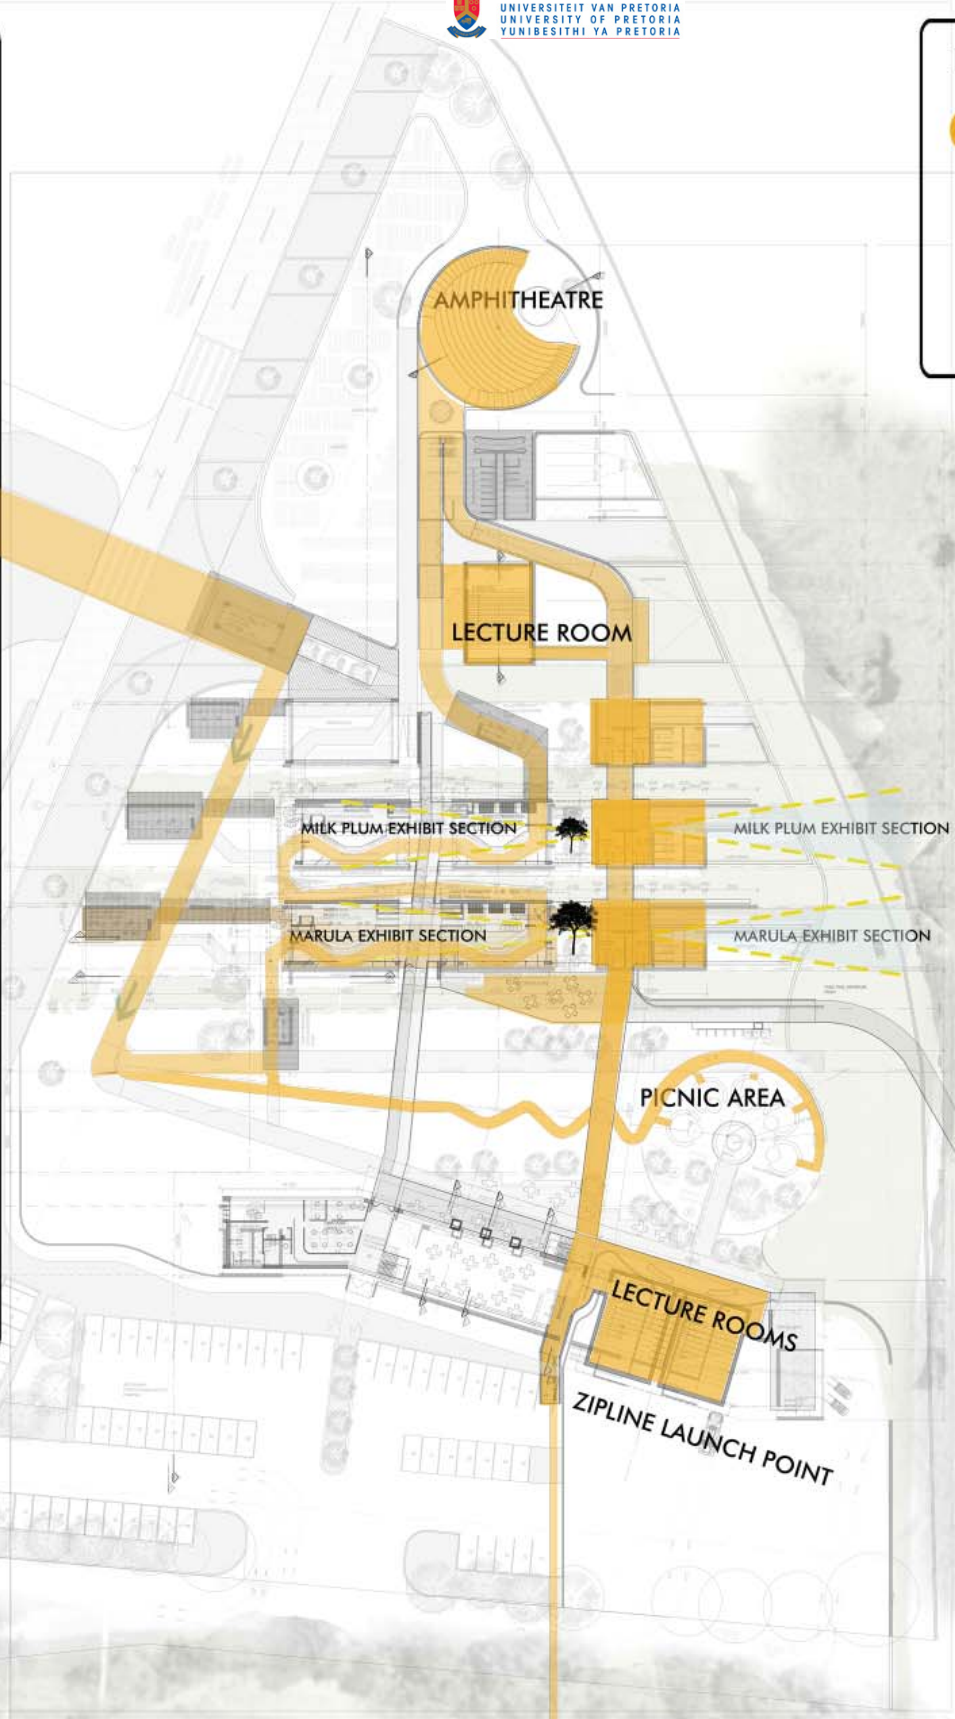 UNIVERSITEIT VAN PRETORIA
UNIVERSITY OF PRETORIA
YUNIBESITHI YA PRETORIA
AMPHITHEATRE
LECTURE ROOM
MILK PLUM EXHIBIT SECTION
MILK PLUM EXHIBIT SECTION
MARULA EXHIBIT SECTION
MARULA EXHIBIT SECTION
PICNIC AREA
LECTURE ROOMS
ZIPLINE LAUNCH POINT